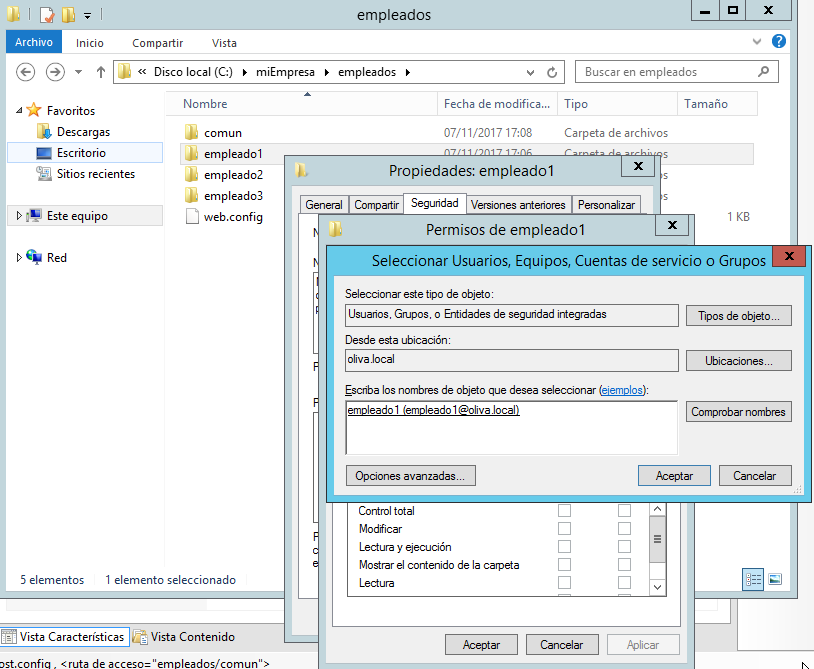 empleados
Archivo Inicio Compartir Vista
« Disco local (C:) ▸ miEmpresa ▸ empleados ▸
Buscar en empleados
Favoritos
Descargas
Escritorio
Sitios recientes
Este equipo
Red
Nombre Fecha de modifica... Tipo Tamaño
comun 07/11/2017 17:08 Carpeta de archivos
empleado1 07/11/2017 17:06 Carpeta de archivos
empleado2
empleado3
web.config 1 KB
Propiedades: empleado1
General Compartir Seguridad Versiones anteriores Personalizar
Permisos de empleado1
Seleccionar Usuarios, Equipos, Cuentas de servicio o Grupos
Seleccionar este tipo de objeto:
Usuarios, Grupos, o Entidades de seguridad integradas Tipos de objeto...
Desde esta ubicación:
oliva.local Ubicaciones...
Escriba los nombres de objeto que desea seleccionar (ejemplos):
empleado1 (empleado1@oliva.local) Comprobar nombres
Opciones avanzadas... Aceptar Cancelar
Control total
Modificar
Lectura y ejecución
Mostrar el contenido de la carpeta
Lectura
Aceptar Cancelar Aplicar
5 elementos 1 elemento seleccionado
Vista Características Vista Contenido
ost.config , <ruta de acceso="empleados/comun">